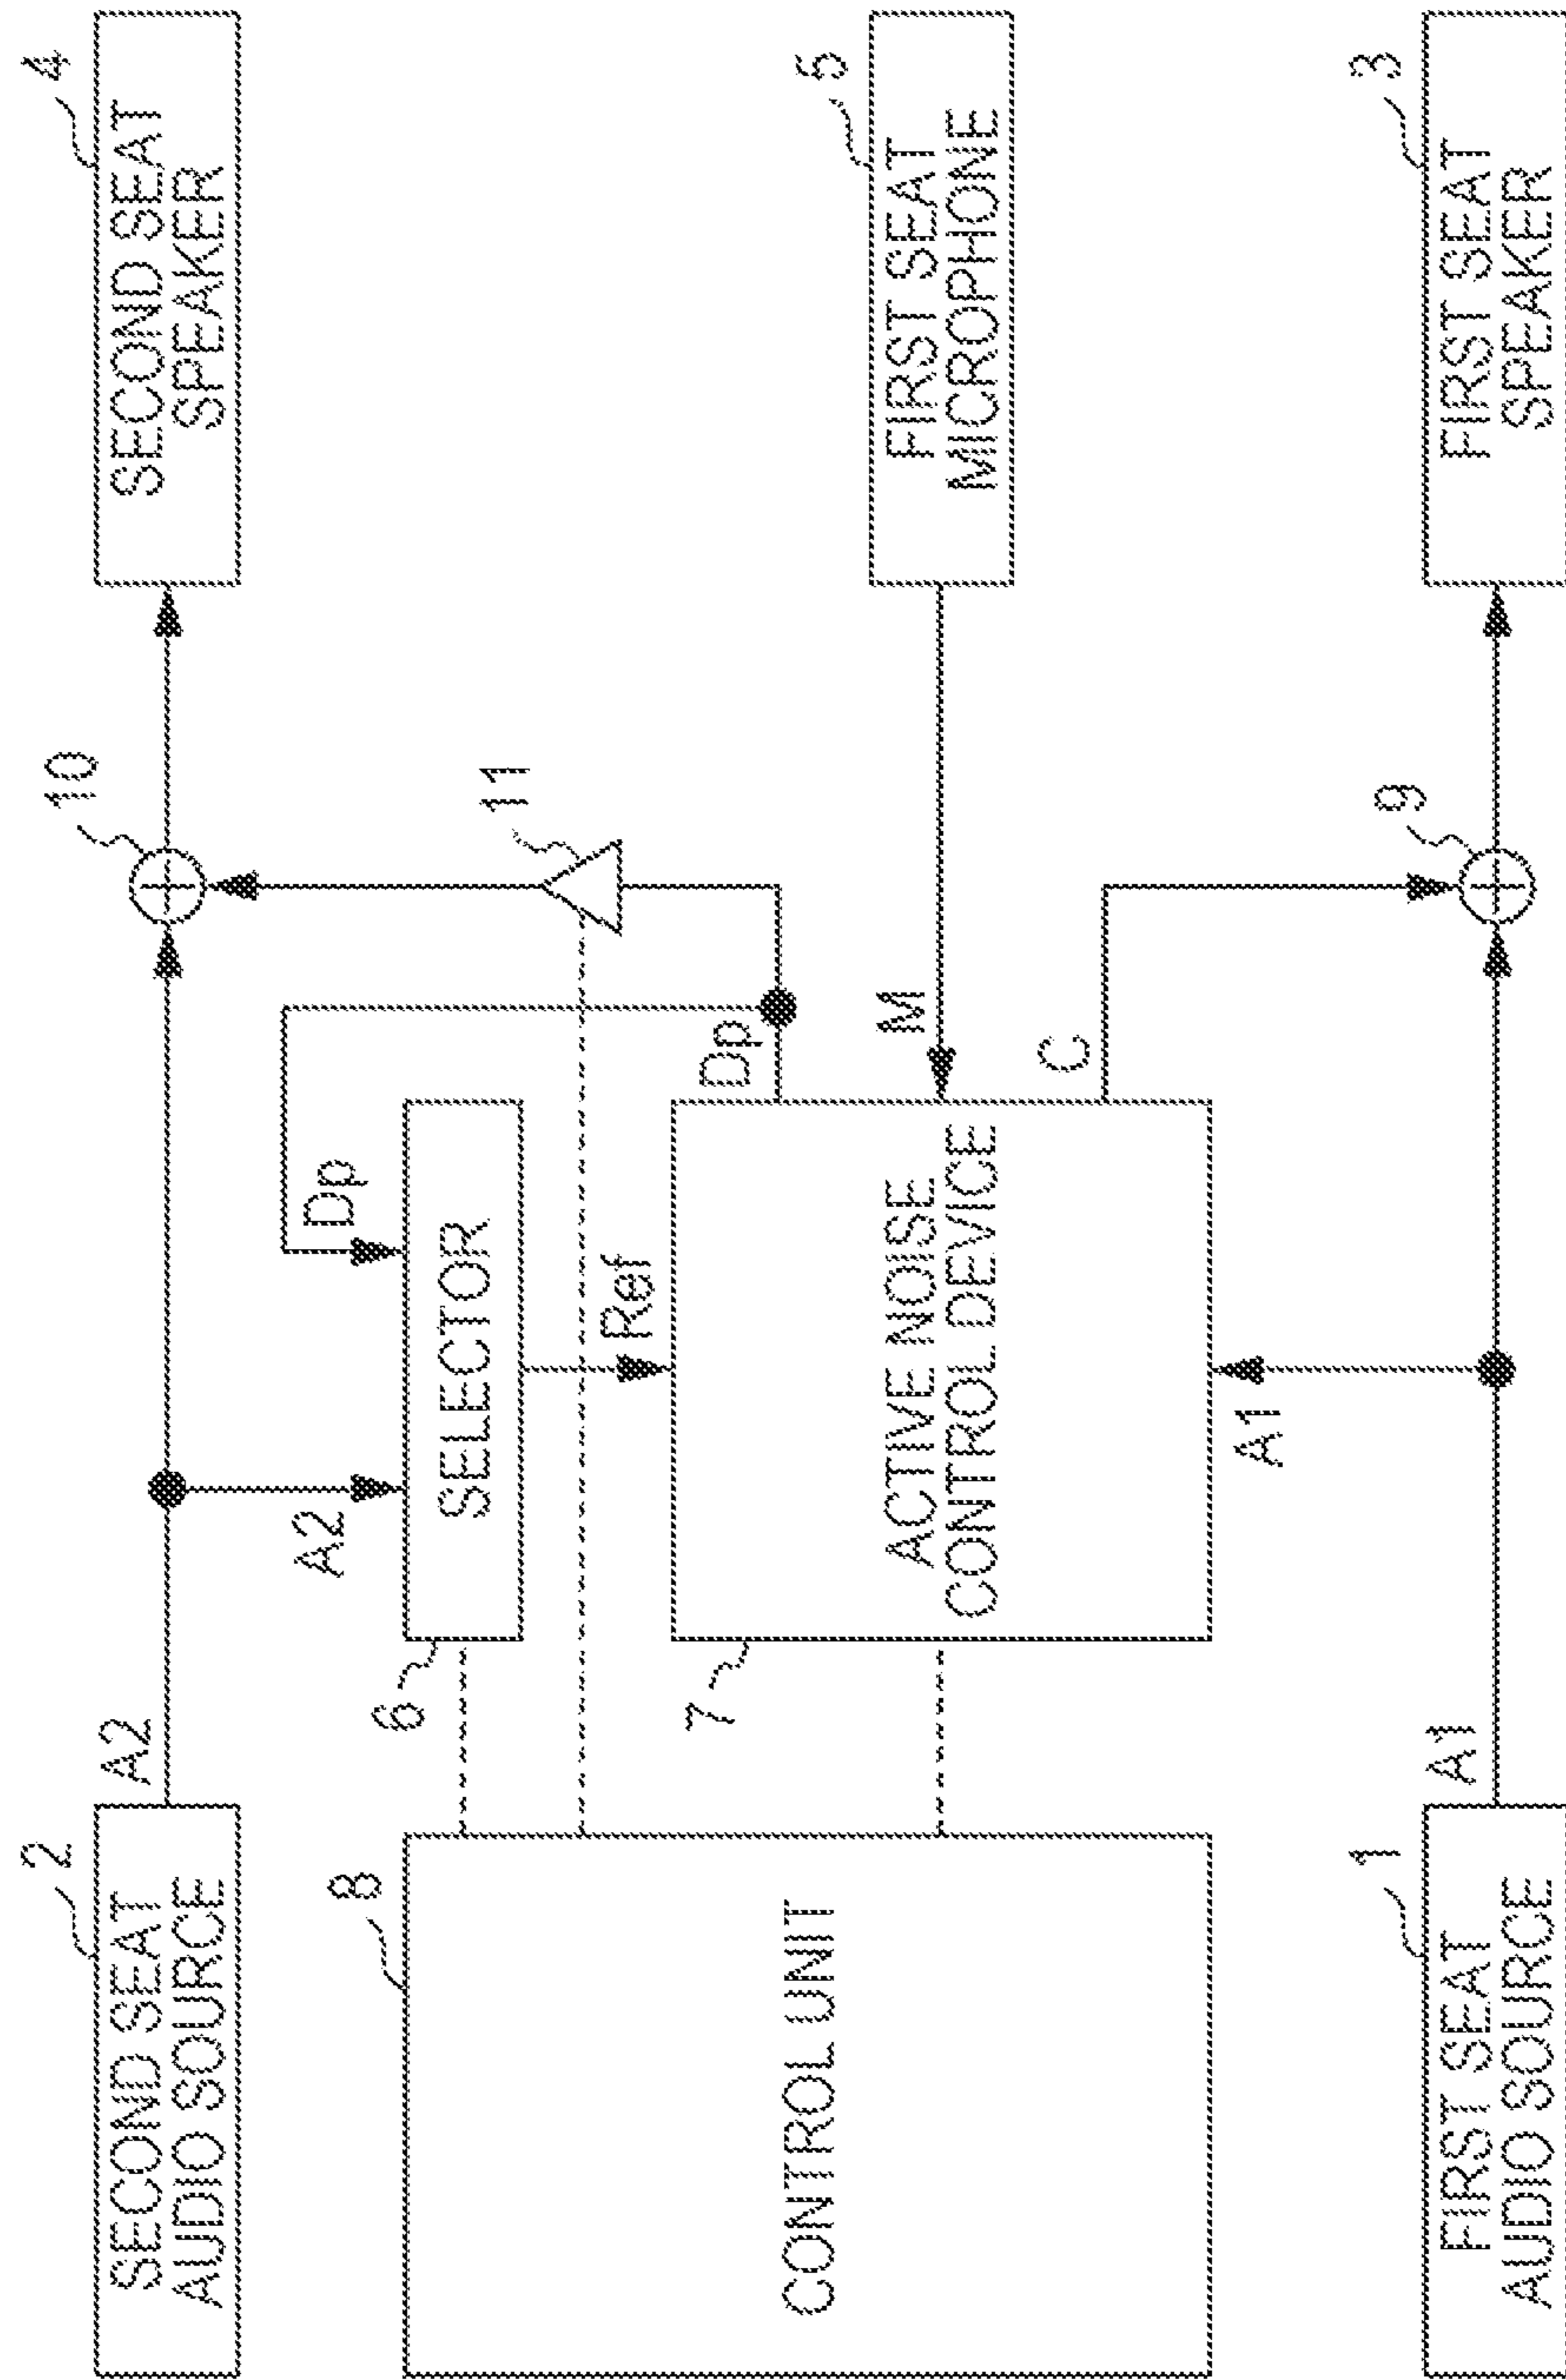 2
SECOND SEAT
AUDIO SOURCE
A2
10
4
SECOND SEAT
SPEAKER
A2
Dp
8
CONTROL UNIT
6
SELECTOR
11
Ref
Dp
7
ACTIVE NOISE
CONTROL DEVICE
M
5
FIRST SEAT
MICROPHONE
C
A1
1
FIRST SEAT
AUDIO SOURCE
A1
9
3
FIRST SEAT
SPEAKER